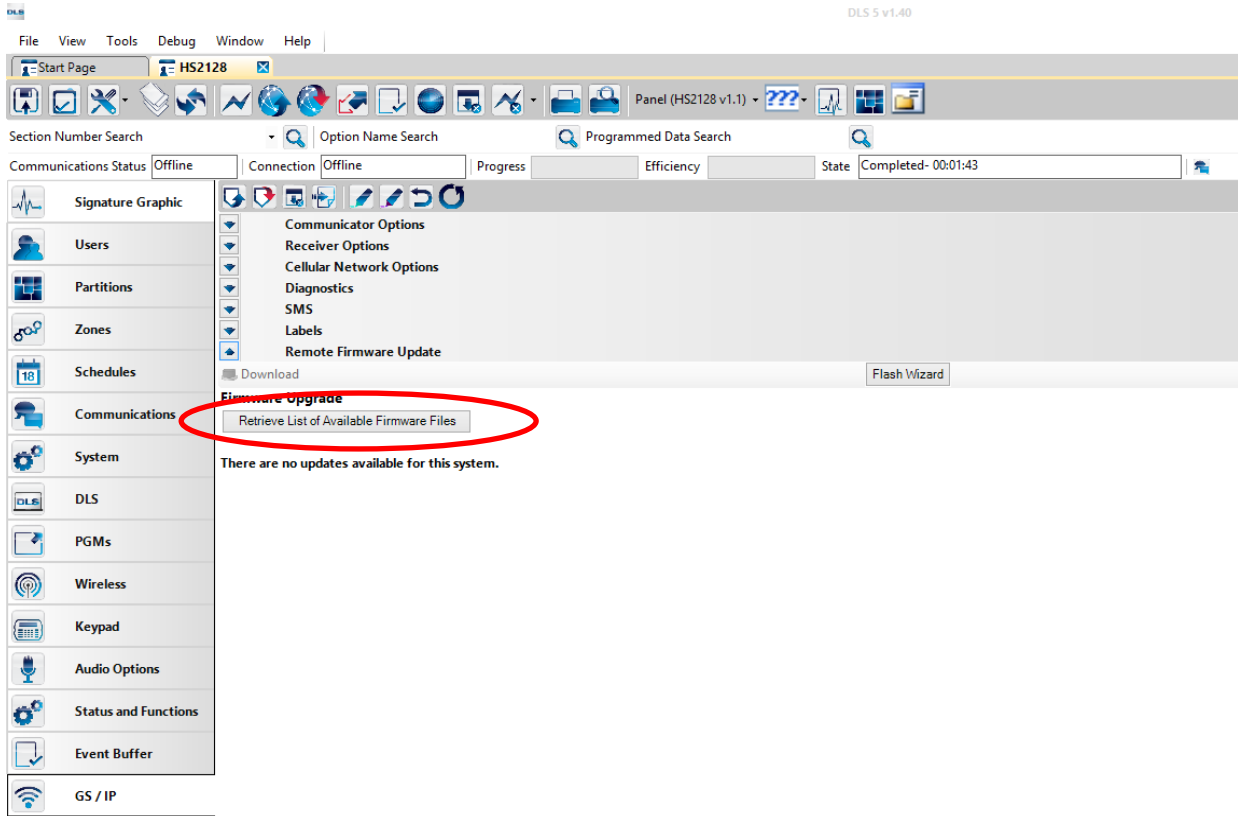 DLS
DLS 5 v1.40
File View Tools Debug Window Help
Start Page HS2128
Panel (HS2128 v1.1) ???
Section Number Search Option Name Search Programmed Data Search
Communications Status Offline Connection Offline Progress Efficiency State Completed- 00:01:43
Signature Graphic
Users
Partitions
Zones
18 Schedules
Communications
System
DLS DLS
PGMs
Wireless
Keypad
Audio Options
Status and Functions
Event Buffer
GS / IP
Communicator Options
Receiver Options
Cellular Network Options
Diagnostics
SMS
Labels
Remote Firmware Update
Download Flash Wizard
Firmware Upgrade
Retrieve List of Available Firmware Files
There are no updates available for this system.